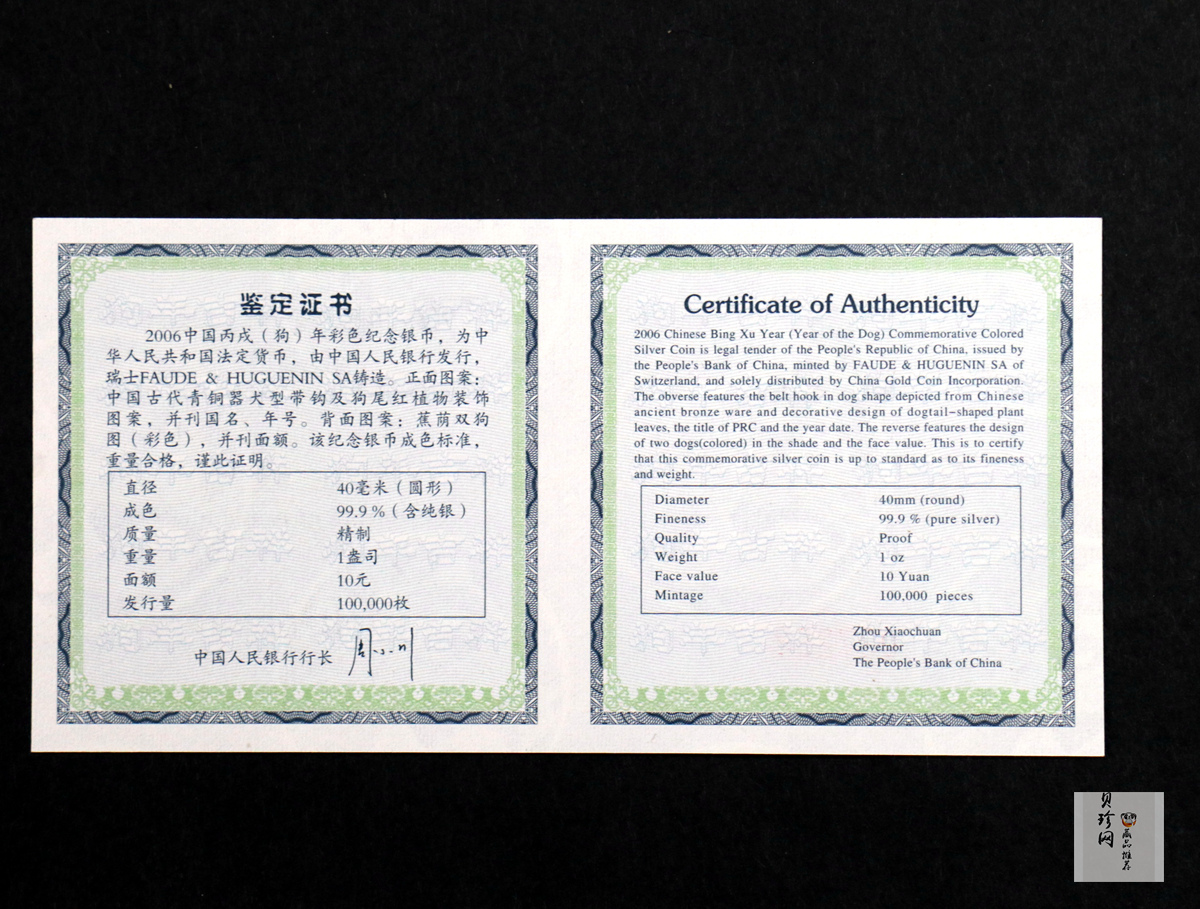 鉴定证书
2006中国丙戌（狗）年彩色纪念银币，为中
华人民共和国法定货币，由中国人民银行发行，
瑞士FAUDE & HUGUENIN SA铸造。正面图案：
中国古代青铜器犬型带钩及狗尾红植物装饰
图案，并刊国名、年号。背面图案：蕉荫双狗
图（彩色），并刊面额。该纪念银币成色标准，
重量合格，谨此证明。
直径 40毫米（圆形）
成色 99.9 %（含纯银）
质量 精制
重量 1盎司
面额 10元
发行量 100,000枚
中国人民银行行长 周小川
Certificate of Authenticity
2006 Chinese Bing Xu Year (Year of the Dog) Commemorative Colored
Silver Coin is legal tender of the People's Republic of China, issued by
the People's Bank of China, minted by FAUDE & HUGUENIN SA of
Switzerland, and solely distributed by China Gold Coin Incorporation.
The obverse features the belt hook in dog shape depicted from Chinese
ancient bronze ware and decorative design of dogtail-shaped plant
leaves, the title of PRC and the year date. The reverse features the design
of two dogs(colored) in the shade and the face value. This is to certify
that this commemorative silver coin is up to standard as to its fineness
and weight.
Diameter 40mm (round)
Fineness 99.9 % (pure silver)
Quality Proof
Weight 1 oz
Face value 10 Yuan
Mintage 100,000 pieces
Zhou Xiaochuan
Governor
The People's Bank of China
贝珍网
藏品推荐